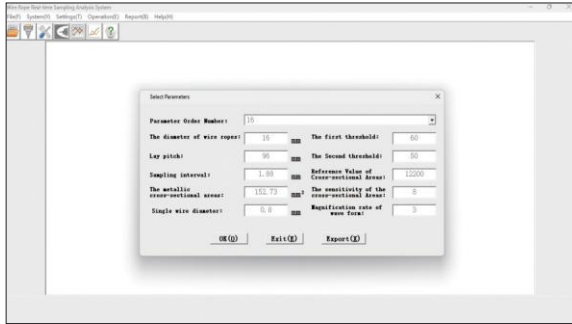 Wire Rope Real-time Sampling Analysis System
File(F) System(Y) Settings(T) Operation(O) Report(R) Help(H)
Select Parameters
Parameter Order Number: 16
The diameter of wire ropes: 16 mm The first threshold: 60
Lay pitch: 96 mm The Second threshold: 50
Sampling interval: 1.88 mm Reference Value of
Cross-sectional Areas: 12200
The metallic
cross-sectional areas: 152.73 mm² The sensitivity of the
cross-sectional areas: 8
Single wire diameter: 0.8 mm Magnification rate of
wave form: 3
OK(O) Exit(E) Export(X)